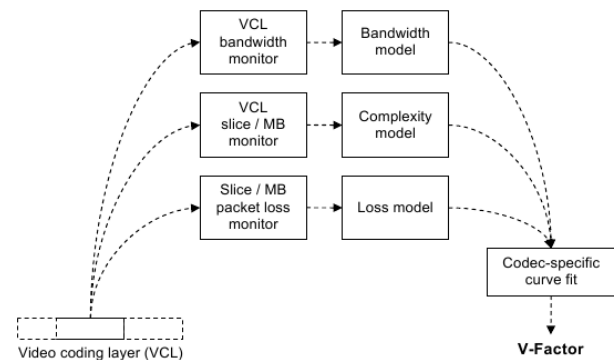 VCL
bandwidth
monitor
Bandwidth
model
VCL
slice / MB
monitor
Complexity
model
Slice / MB
packet loss
monitor
Loss model
Codec-specific
curve fit
Video coding layer (VCL)
V-Factor